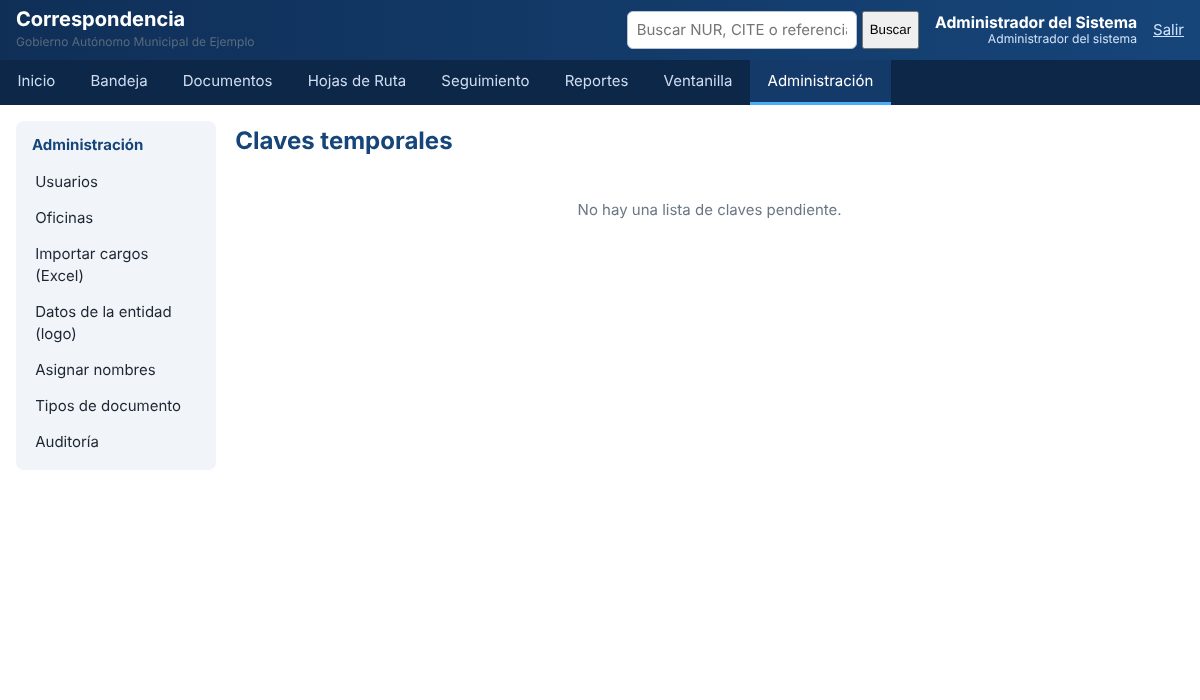 Correspondencia
Gobierno Autónomo Municipal de Ejemplo
Buscar NUR, CITE o referenci
Buscar
Administrador del Sistema
Administrador del sistema
Salir
Inicio Bandeja Documentos Hojas de Ruta Seguimiento Reportes Ventanilla Administración
Administración
Usuarios
Oficinas
Importar cargos
(Excel)
Datos de la entidad
(logo)
Asignar nombres
Tipos de documento
Auditoría
Claves temporales
No hay una lista de claves pendiente.